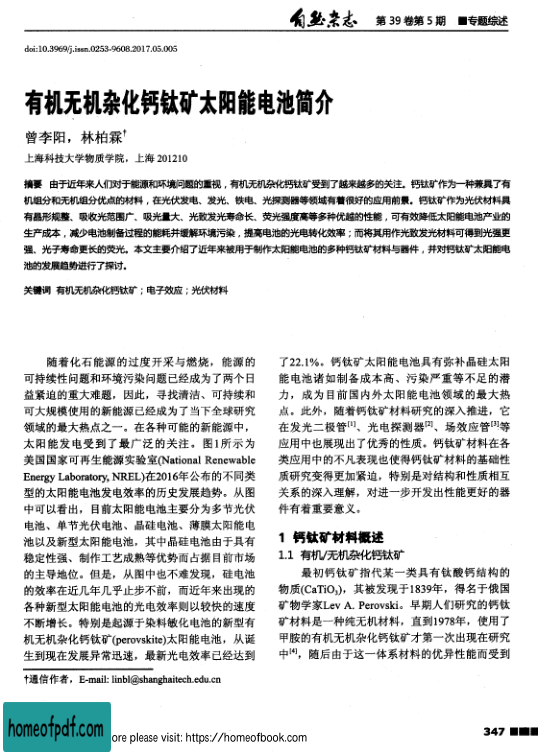 自然杂志 第39卷第5期 ■专题综述
doi:10.3969/j.issn.0253-9608.2017.05.005
有机无机杂化钙钛矿太阳能电池简介
曾李阳，林柏霖†
上海科技大学物质学院，上海 201210
摘要 由于近年来人们对于能源和环境问题的重视，有机无机杂化钙钛矿受到了越来越多的关注。钙钛矿作为一种兼具了有
机组分和无机组分优点的材料，在光伏发电、发光、铁电、光探测器等领域有着很好的应用前景。钙钛矿作为光伏材料具
有晶形规整、吸收光范围广、吸光量大、光致发光寿命长、荧光强度高等多种优越的性能，可有效降低太阳能电池产业的
生产成本，减少电池制备过程的能耗并缓解环境污染，提高电池的光电转化效率；而将其用作光致发光材料可得到光强更
强、光子寿命更长的荧光。本文主要介绍了近年来被用于制作太阳能电池的多种钙钛矿材料与器件，并对钙钛矿太阳能电
池的发展趋势进行了探讨。
关键词 有机无机杂化钙钛矿；电子效应；光伏材料
随着化石能源的过度开采与燃烧，能源的
可持续性问题和环境污染问题已经成为了两个日
益紧迫的重大难题，因此，寻找清洁、可持续和
可大规模使用的新能源已经成为了当下全球研究
领域的最大热点之一。在各种可能的新能源中，
太阳能发电受到了最广泛的关注。图1所示为
美国国家可再生能源实验室(National Renewable
Energy Laboratory, NREL)在2016年公布的不同类
型的太阳能电池发电效率的历史发展趋势。从图
中可以看出，目前太阳能电池主要分为多节光伏
电池、单节光伏电池、晶硅电池、薄膜太阳能电
池以及新型太阳能电池，其中晶硅电池由于具有
稳定性强、制作工艺成熟等优势而占据目前市场
的主导地位。但是，从图中也不难发现，硅电池
的效率在近几年几乎止步不前，而近年来出现的
各种新型太阳能电池的光电效率则以较快的速度
不断增长。特别是起源于染料敏化电池的新型有
机无机杂化钙钛矿(perovskite)太阳能电池，从诞
生到现在发展异常迅速，最新光电效率已经达到
了22.1%。钙钛矿太阳能电池具有弥补晶硅太阳
能电池诸如制备成本高、污染严重等不足的潜
力，成为目前国内外太阳能电池领域的最大热
点。此外，随着钙钛矿材料研究的深入推进，它
在发光二极管[1]、光电探测器[2]、场效应管[3]等
应用中也展现出了优秀的性质。钙钛矿材料在各
类应用中的不凡表现也使得钙钛矿材料的基础性
质研究变得更加紧迫，特别是对结构和性质相互
关系的深入理解，对进一步开发出性能更好的器
件有着重要意义。
1 钙钛矿材料概述
1.1 有机/无机杂化钙钛矿
最初钙钛矿指代某一类具有钛酸钙结构的
物质(CaTiO3)，其被发现于1839年，得名于俄国
矿物学家Lev A. Perovski。早期人们研究的钙钛
矿材料是一种纯无机材料，直到1978年，使用了
甲胺的有机无机杂化钙钛矿才第一次出现在研究
中[4]，随后由于这一体系材料的优异性能而受到
†通信作者，E-mail: linbl@shanghaitech.edu.cn
347
homeofpdf.com
ore please visit: https://homeofbook.com